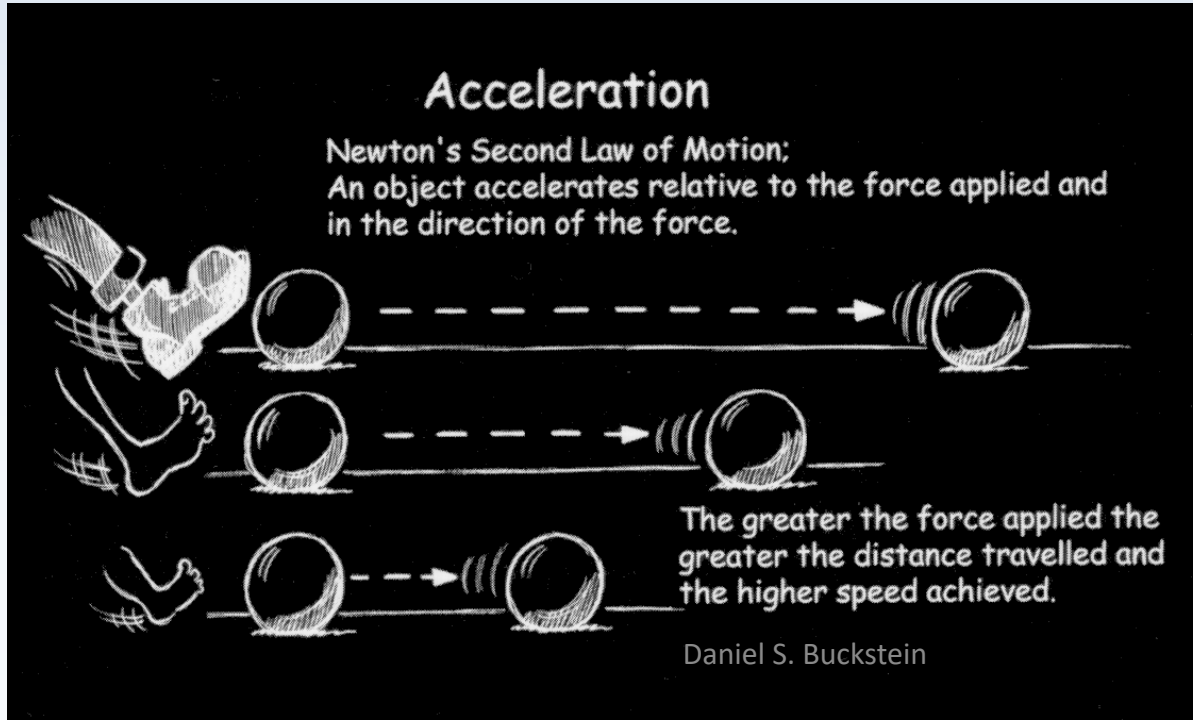 Acceleration
Newton's Second Law of Motion;
An object accelerates relative to the force applied and
in the direction of the force.
The greater the force applied the
greater the distance travelled and
the higher speed achieved.
Daniel S. Buckstein